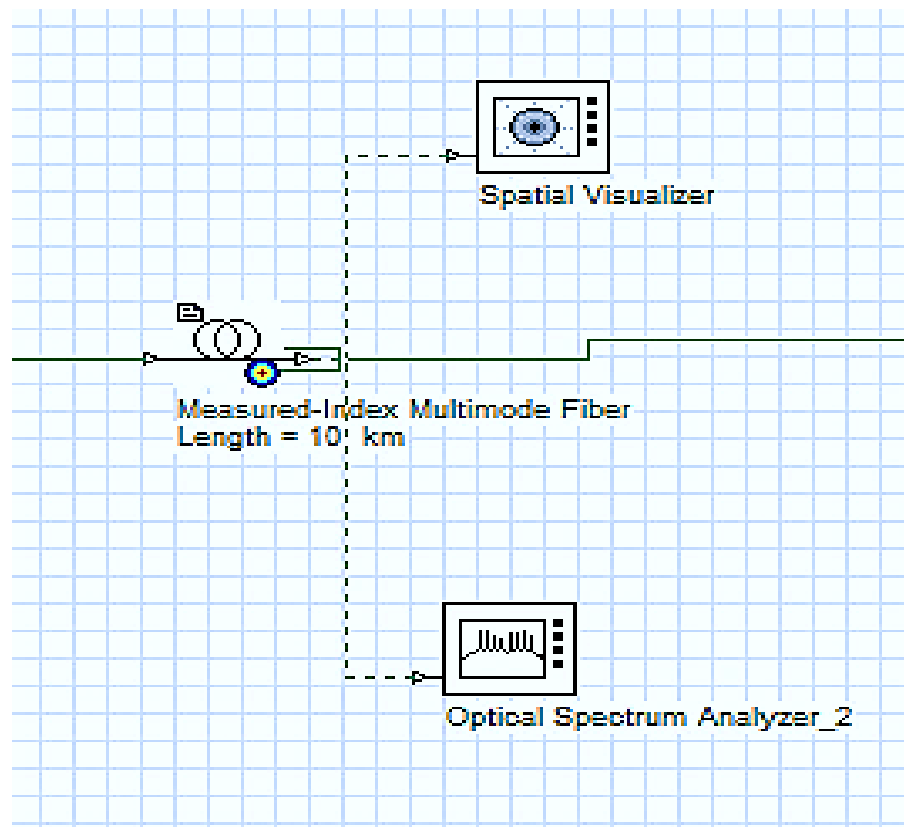 Spatial Visualizer
Measured-Index Multimode Fiber
Length = 10 km
Optical Spectrum Analyzer_2